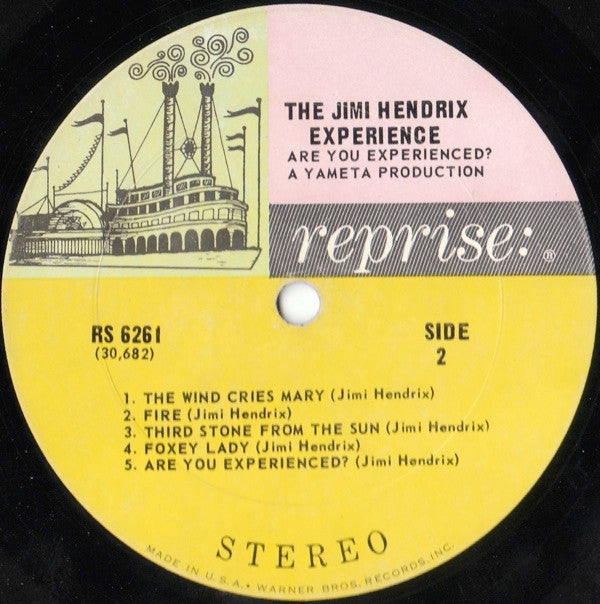 THE JIMI HENDRIX
EXPERIENCE
ARE YOU EXPERIENCED?
A YAMETA PRODUCTION
reprise: ®
RS 6261
(30,682)
SIDE
2
1. THE WIND CRIES MARY (Jimi Hendrix)
2. FIRE (Jimi Hendrix)
3. THIRD STONE FROM THE SUN (Jimi Hendrix)
4. FOXEY LADY (Jimi Hendrix)
5. ARE YOU EXPERIENCED? (Jimi Hendrix)
STEREO
MADE IN U.S.A. • WARNER BROS. RECORDS, INC.